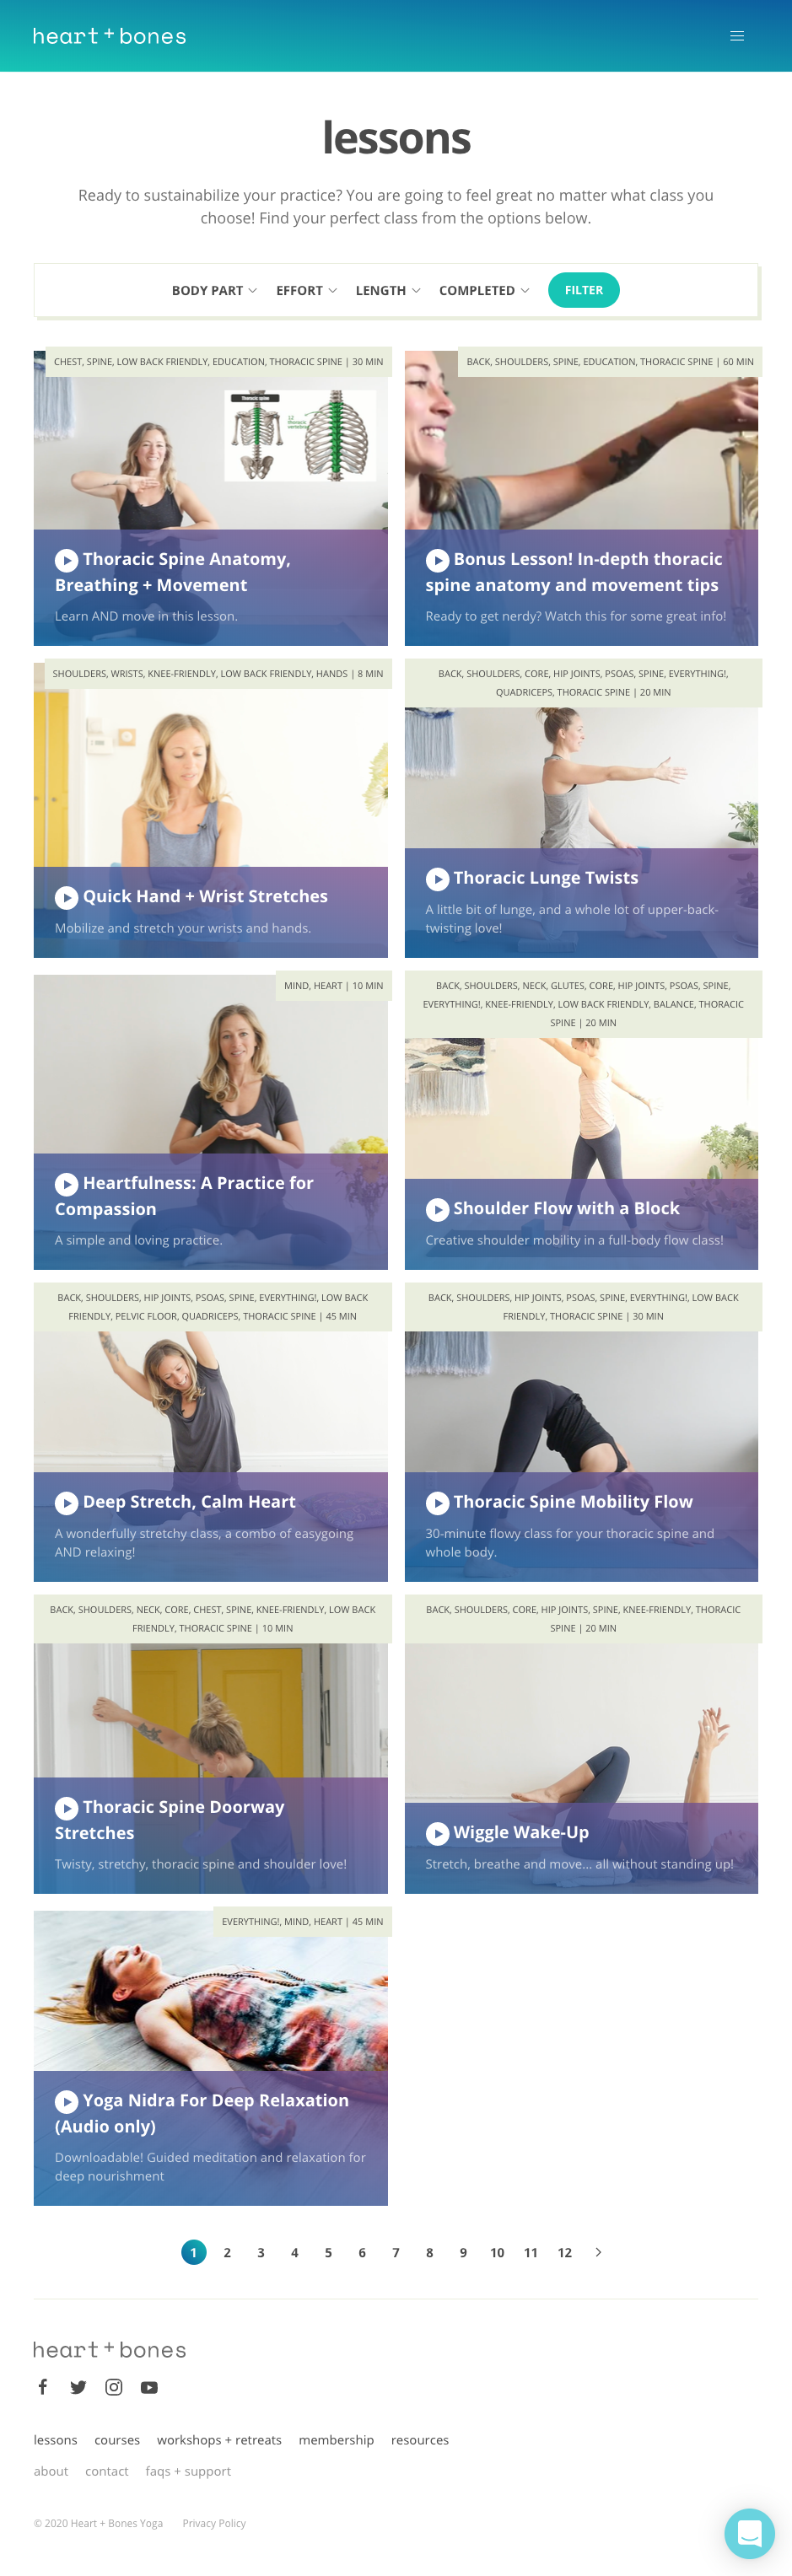 heart + bones
lessons
Ready to sustainabilize your practice? You are going to feel great no matter what class you
choose! Find your perfect class from the options below.
BODY PART EFFORT LENGTH COMPLETED FILTER
CHEST, SPINE, LOW BACK FRIENDLY, EDUCATION, THORACIC SPINE | 30 MIN
Thoracic spine
12
thoracic
vertebrae
Thoracic Spine Anatomy,
Breathing + Movement
Learn AND move in this lesson.
BACK, SHOULDERS, SPINE, EDUCATION, THORACIC SPINE | 60 MIN
Bonus Lesson! In-depth thoracic
spine anatomy and movement tips
Ready to get nerdy? Watch this for some great info!
SHOULDERS, WRISTS, KNEE-FRIENDLY, LOW BACK FRIENDLY, HANDS | 8 MIN
Quick Hand + Wrist Stretches
Mobilize and stretch your wrists and hands.
BACK, SHOULDERS, CORE, HIP JOINTS, PSOAS, SPINE, EVERYTHING!,
QUADRICEPS, THORACIC SPINE | 20 MIN
Thoracic Lunge Twists
A little bit of lunge, and a whole lot of upper-back-
twisting love!
MIND, HEART | 10 MIN
Heartfulness: A Practice for
Compassion
A simple and loving practice.
BACK, SHOULDERS, NECK, GLUTES, CORE, HIP JOINTS, PSOAS, SPINE,
EVERYTHING!, KNEE-FRIENDLY, LOW BACK FRIENDLY, BALANCE, THORACIC
SPINE | 20 MIN
Shoulder Flow with a Block
Creative shoulder mobility in a full-body flow class!
BACK, SHOULDERS, HIP JOINTS, PSOAS, SPINE, EVERYTHING!, LOW BACK
FRIENDLY, PELVIC FLOOR, QUADRICEPS, THORACIC SPINE | 45 MIN
Deep Stretch, Calm Heart
A wonderfully stretchy class, a combo of easygoing
AND relaxing!
BACK, SHOULDERS, HIP JOINTS, PSOAS, SPINE, EVERYTHING!, LOW BACK
FRIENDLY, THORACIC SPINE | 30 MIN
Thoracic Spine Mobility Flow
30-minute flowy class for your thoracic spine and
whole body.
BACK, SHOULDERS, NECK, CORE, CHEST, SPINE, KNEE-FRIENDLY, LOW BACK
FRIENDLY, THORACIC SPINE | 10 MIN
Thoracic Spine Doorway
Stretches
Twisty, stretchy, thoracic spine and shoulder love!
BACK, SHOULDERS, CORE, HIP JOINTS, SPINE, KNEE-FRIENDLY, THORACIC
SPINE | 20 MIN
Wiggle Wake-Up
Stretch, breathe and move... all without standing up!
EVERYTHING!, MIND, HEART | 45 MIN
Yoga Nidra For Deep Relaxation
(Audio only)
Downloadable! Guided meditation and relaxation for
deep nourishment
1 2 3 4 5 6 7 8 9 10 11 12
heart + bones
lessons courses workshops + retreats membership resources
about contact faqs + support
© 2020 Heart + Bones Yoga Privacy Policy